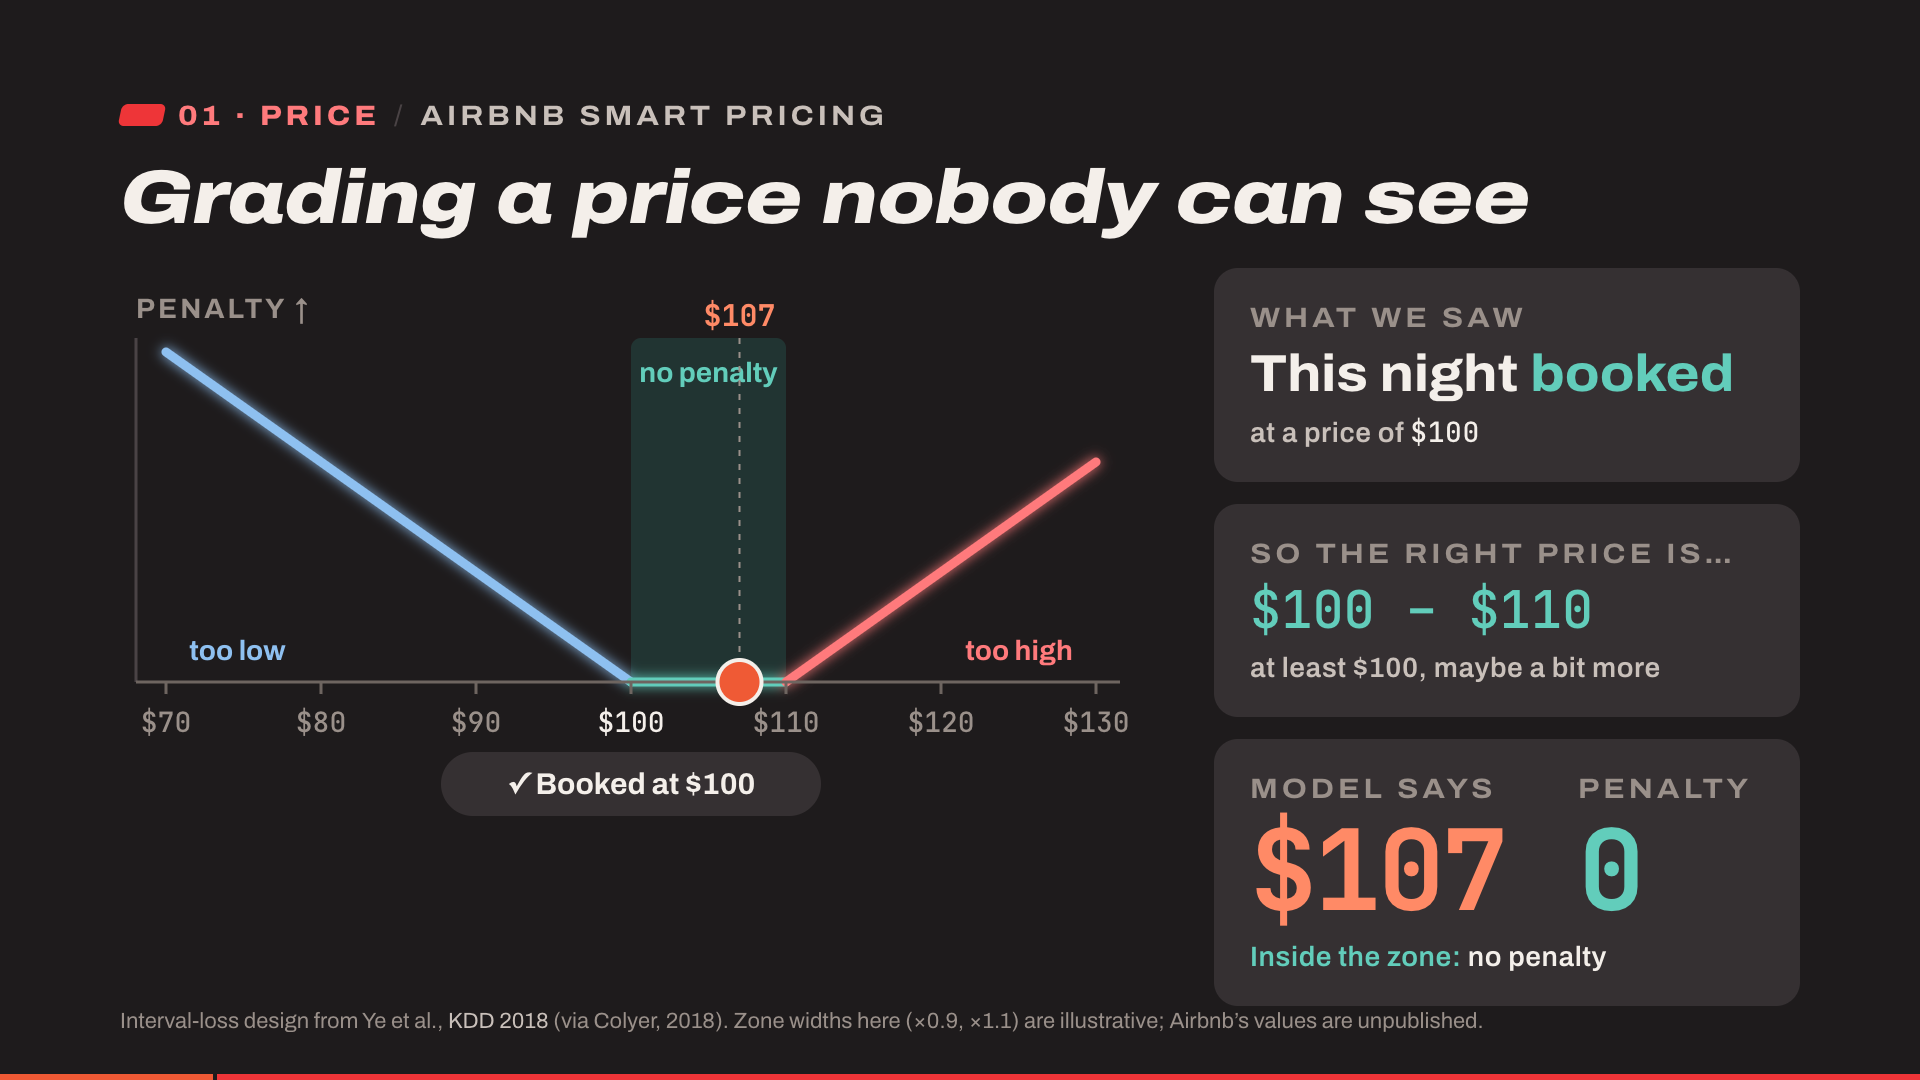 01 · PRICE / AIRBNB SMART PRICING
Grading a price nobody can see
PENALTY ↑
$107
no penalty
too low
too high
$70 $80 $90 $100 $110 $120 $130
✓ Booked at $100
WHAT WE SAW
This night booked
at a price of $100
SO THE RIGHT PRICE IS…
$100 – $110
at least $100, maybe a bit more
MODEL SAYS PENALTY
$107 0
Inside the zone: no penalty
Interval-loss design from Ye et al., KDD 2018 (via Colyer, 2018). Zone widths here (×0.9, ×1.1) are illustrative; Airbnb’s values are unpublished.